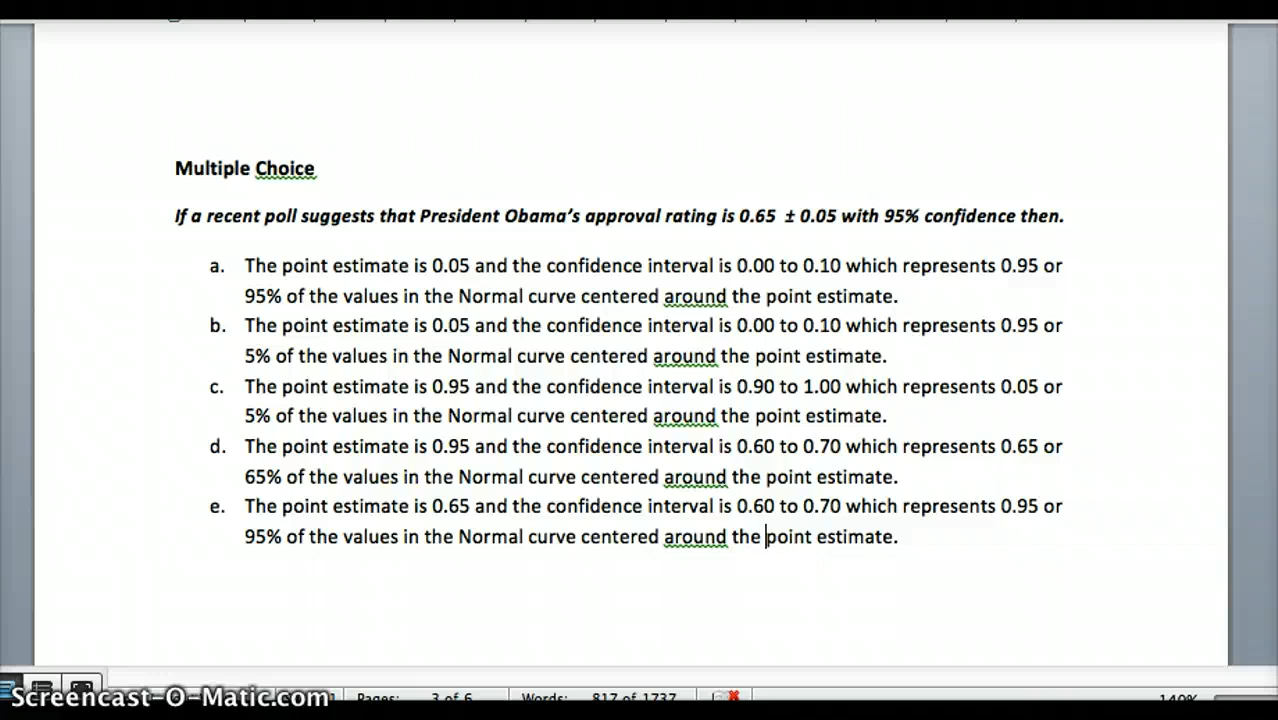 Multiple Choice
If a recent poll suggests that President Obama's approval rating is 0.65 ± 0.05 with 95% confidence then.
a. The point estimate is 0.05 and the confidence interval is 0.00 to 0.10 which represents 0.95 or
95% of the values in the Normal curve centered around the point estimate.
b. The point estimate is 0.05 and the confidence interval is 0.00 to 0.10 which represents 0.95 or
5% of the values in the Normal curve centered around the point estimate.
c. The point estimate is 0.95 and the confidence interval is 0.90 to 1.00 which represents 0.05 or
5% of the values in the Normal curve centered around the point estimate.
d. The point estimate is 0.95 and the confidence interval is 0.60 to 0.70 which represents 0.65 or
65% of the values in the Normal curve centered around the point estimate.
e. The point estimate is 0.65 and the confidence interval is 0.60 to 0.70 which represents 0.95 or
95% of the values in the Normal curve centered around the point estimate.
Screencast-O-Matic.com Pages: 3 of 6 Words: 817 of 1737 140%